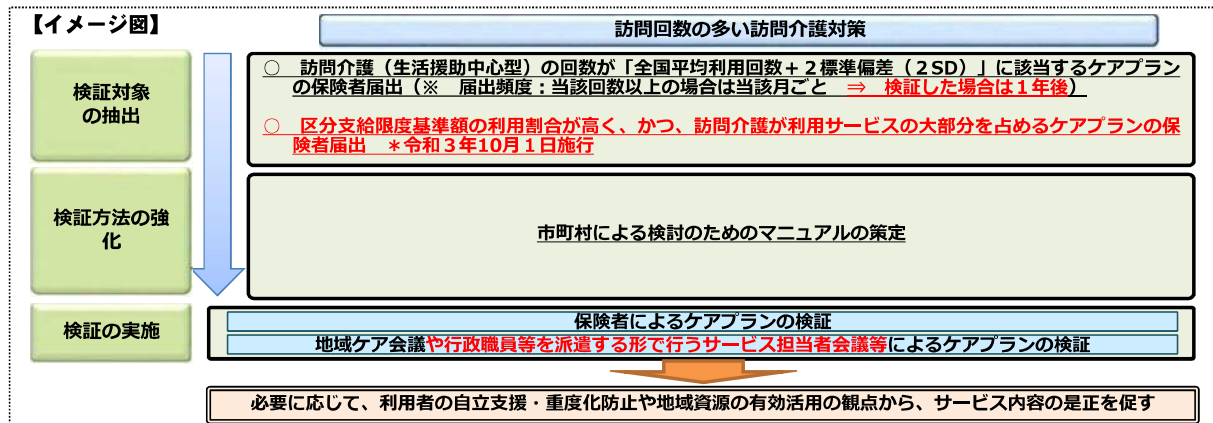 【イメージ図】
訪問回数の多い訪問介護対策
検証対象
の抽出
○　訪問介護（生活援助中心型）の回数が「全国平均利用回数＋２標準偏差（２SD）」に該当するケアプラン
の保険者届出（※　届出頻度：当該回数以上の場合は当該月ごと　⇒　検証した場合は１年後）
○　区分支給限度基準額の利用割合が高く、かつ、訪問介護が利用サービスの大部分を占めるケアプランの保
険者届出　＊令和３年10月１日施行
検証方法の強
化
市町村による検討のためのマニュアルの策定
検証の実施
保険者によるケアプランの検証
地域ケア会議や行政職員等を派遣する形で行うサービス担当者会議等によるケアプランの検証
必要に応じて、利用者の自立支援・重度化防止や地域資源の有効活用の観点から、サービス内容の是正を促す